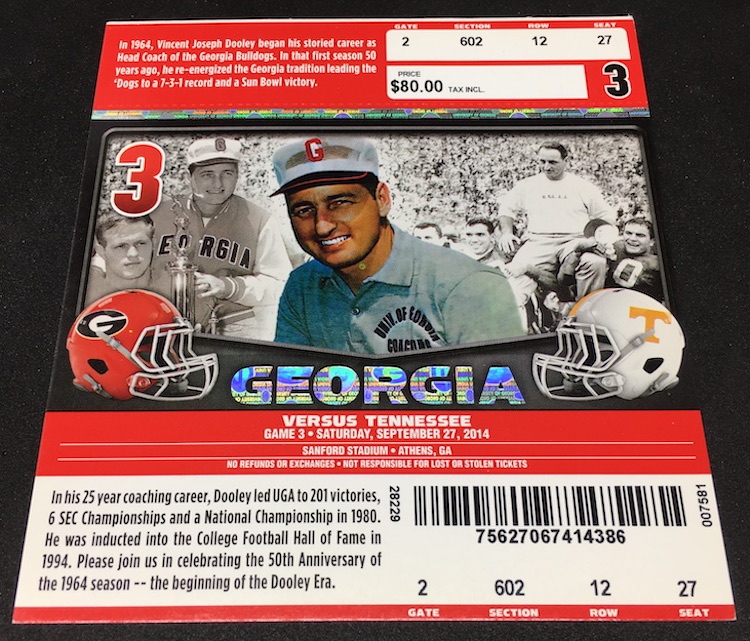 In 1964, Vincent Joseph Dooley began his storied career as
Head Coach of the Georgia Bulldogs. In that first season 50
years ago, he re-energized the Georgia tradition leading the
'Dogs to a 7-3-1 record and a Sun Bowl victory.
GATE SECTION ROW SEAT
2 602 12 27
PRICE
$80.00 TAX INCL.
3
3
G
GEORGIA
G
UNIV. OF GEORGIA
COACHING
0
G
T
GEORGIA
VERSUS TENNESSEE
GAME 3 • SATURDAY, SEPTEMBER 27, 2014
SANFORD STADIUM • ATHENS, GA
NO REFUNDS OR EXCHANGES • NOT RESPONSIBLE FOR LOST OR STOLEN TICKETS
In his 25 year coaching career, Dooley led UGA to 201 victories,
6 SEC Championships and a National Championship in 1980.
He was inducted into the College Football Hall of Fame in
1994. Please join us in celebrating the 50th Anniversary of
the 1964 season -- the beginning of the Dooley Era.
28229
75627067414386
007581
2 602 12 27
GATE SECTION ROW SEAT